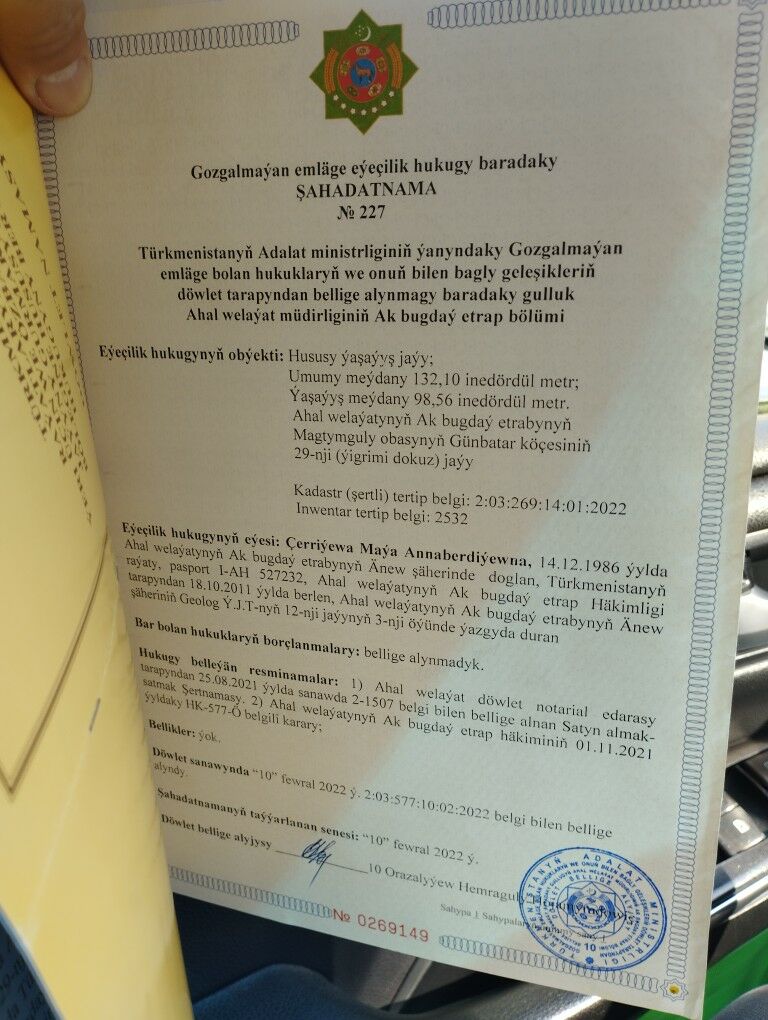 Gozgalmaýan emläge eýeçilik hukugy baradaky
ŞAHADATNAMA
№ 227
Türkmenistanyň Adalat ministrliginiň ýanyndaky Gozgalmaýan
emläge bolan hukuklaryň we onuň bilen bagly geleşikleriň
döwlet tarapyndan bellige alynmagy baradaky gulluk
Ahal welaýat müdirliginiň Ak bugdaý etrap bölümi
Eýeçilik hukugynyň obýekti: Hususy ýaşaýyş jaýy;
Umumy meýdany 132,10 inedördül metr;
Ýaşaýyş meýdany 98,56 inedördül metr.
Ahal welaýatynyň Ak bugdaý etrabynyň
Magtymguly obasynyň Günbatar köçesiniň
29-nji (ýigrimi dokuz) jaýy
Kadastr (şertli) tertip belgi: 2:03:269:14:01:2022
Inwentar tertip belgi: 2532
Eýeçilik hukugynyň eýesi: Çerriýewa Maýa Annaberdiýewna, 14.12.1986 ýylda
Ahal welaýatynyň Ak bugdaý etrabynyň Änew şäherinde doglan, Türkmenistanyň
raýaty, pasport I-AH 527232, Ahal welaýatynyň Ak bugdaý etrap Häkimligi
tarapyndan 18.10.2011 ýylda berlen, Ahal welaýatynyň Ak bugdaý etrabynyň Änew
şäheriniň Geolog Ý.J.T-nyň 12-nji jaýynyň 3-nji öýünde ýazgyda duran
Bar bolan hukuklaryň borçlanmalary: bellige alynmadyk.
Hukugy belleýän resminamalar: 1) Ahal welaýat döwlet notarial edarasy
tarapyndan 25.08.2021 ýylda sanawda 2-1507 belgi bilen bellige alnan Satyn almak-
satmak Şertnamasy. 2) Ahal welaýatynyň Ak bugdaý etrap häkiminiň 01.11.2021
ýyldaky HK-577-Ö belgili karary;
Bellikler: ýok.
Döwlet sanawynda “10” fewral 2022 ý. 2:03:577:10:02:2022 belgi bilen bellige
alyndy.
Şahadatnamanyň taýýarlanan senesi: “10” fewral 2022 ý.
Döwlet bellige alyjysy 10 Orazalyýew Hemraguly
Sahypa 1 Sahypalaryň umumy sany
№ 0269149